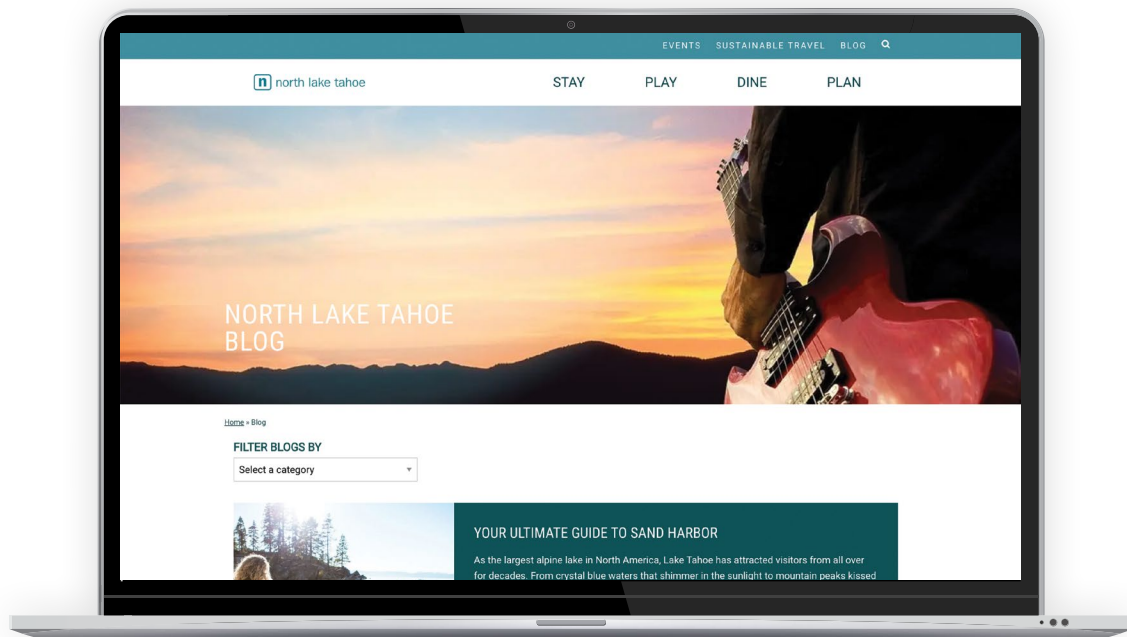 EVENTS SUSTAINABLE TRAVEL BLOG
n north lake tahoe
STAY PLAY DINE PLAN
NORTH LAKE TAHOE
BLOG
Home » Blog
FILTER BLOGS BY
Select a category
YOUR ULTIMATE GUIDE TO SAND HARBOR
As the largest alpine lake in North America, Lake Tahoe has attracted visitors from all over
for decades. From crystal blue waters that shimmer in the sunlight to mountain peaks kissed